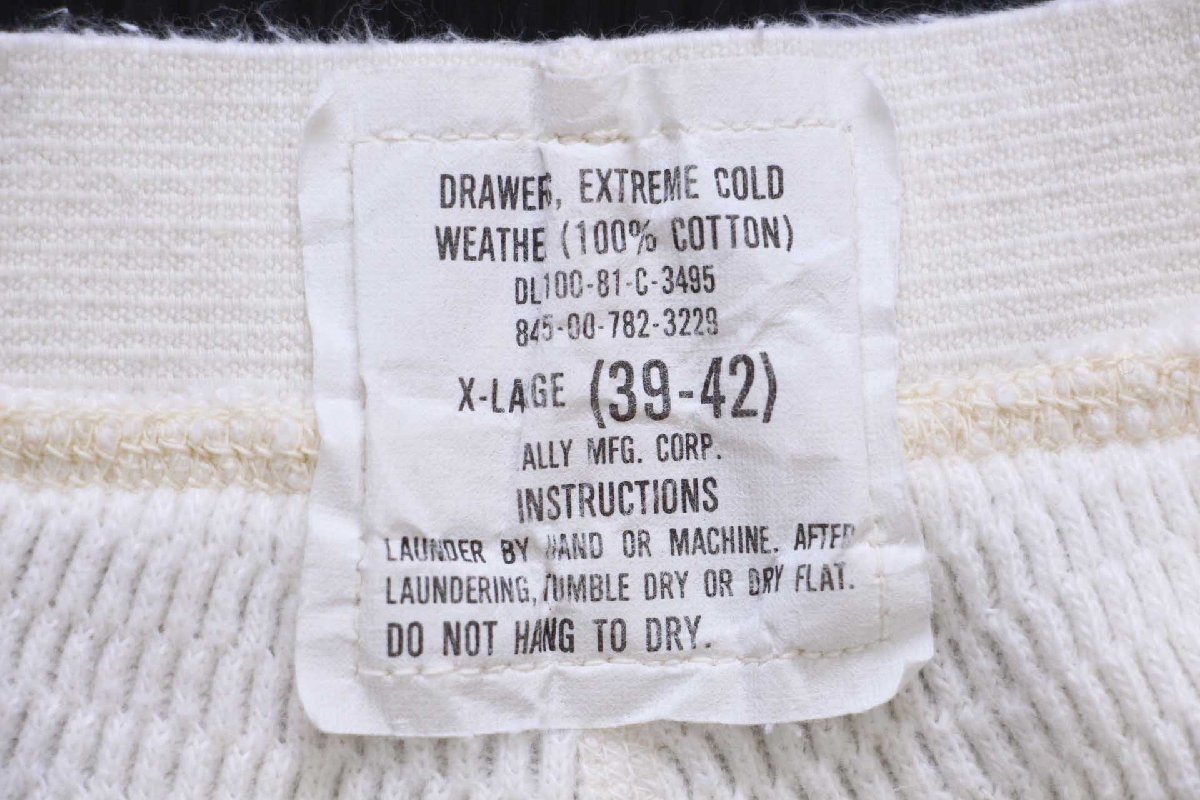 DRAWER, EXTREME COLD
WEATHE (100% COTTON)
DL100-81-C-3495
845-00-782-3229
X-LAGE (39-42)
ALLY MFG. CORP.
INSTRUCTIONS
LAUNDER BY HAND OR MACHINE. AFTER
LAUNDERING, TUMBLE DRY OR DRY FLAT.
DO NOT HANG TO DRY.